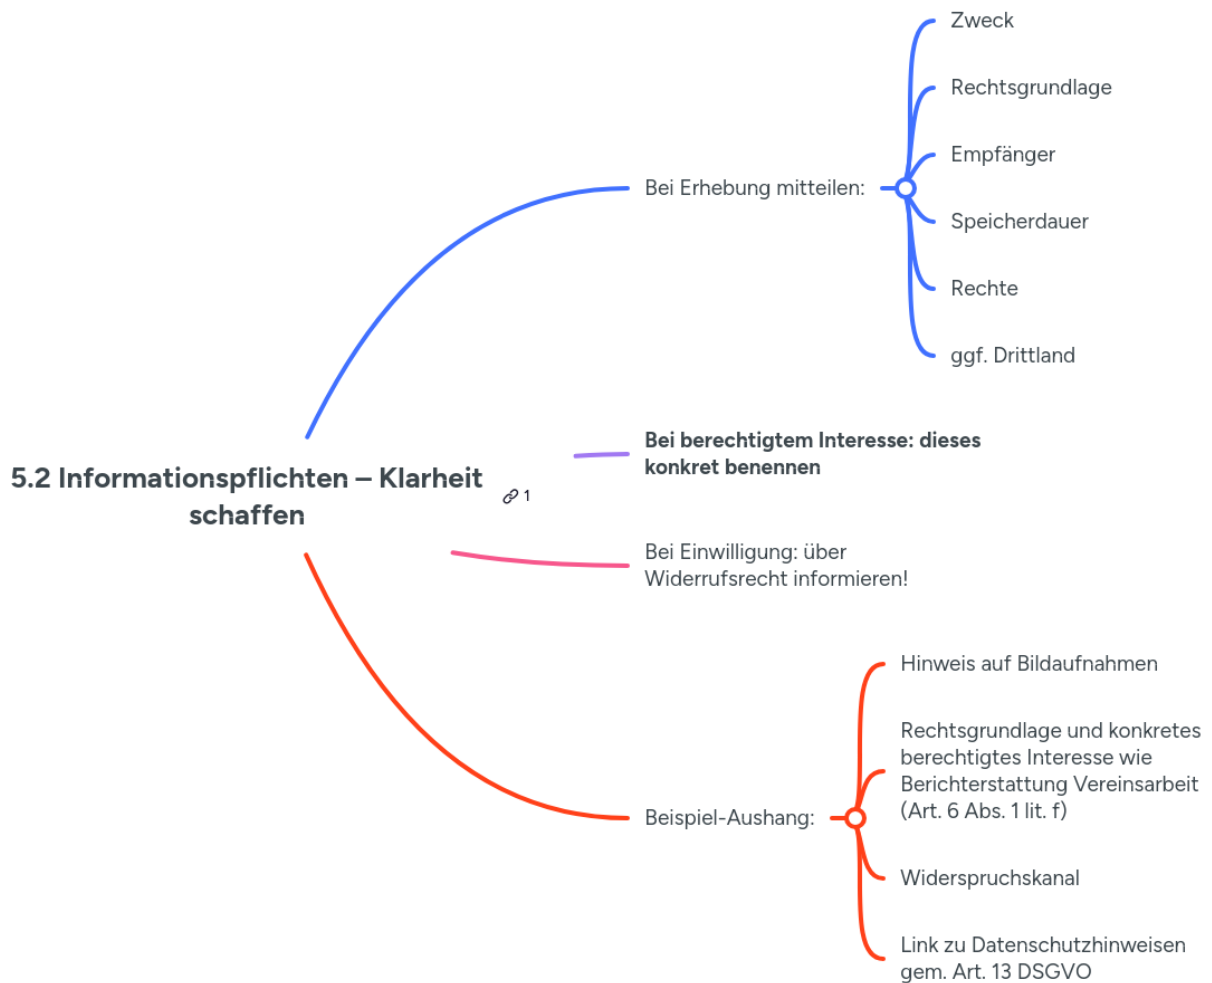 5.2 Informationspflichten – Klarheit
schaffen
1
Bei Erhebung mitteilen:
Zweck
Rechtsgrundlage
Empfänger
Speicherdauer
Rechte
ggf. Drittland
Bei berechtigtem Interesse: dieses
konkret benennen
Bei Einwilligung: über
Widerrufsrecht informieren!
Beispiel-Aushang:
Hinweis auf Bildaufnahmen
Rechtsgrundlage und konkretes
berechtigtes Interesse wie
Berichterstattung Vereinsarbeit
(Art. 6 Abs. 1 lit. f)
Widerspruchskanal
Link zu Datenschutzhinweisen
gem. Art. 13 DSGVO